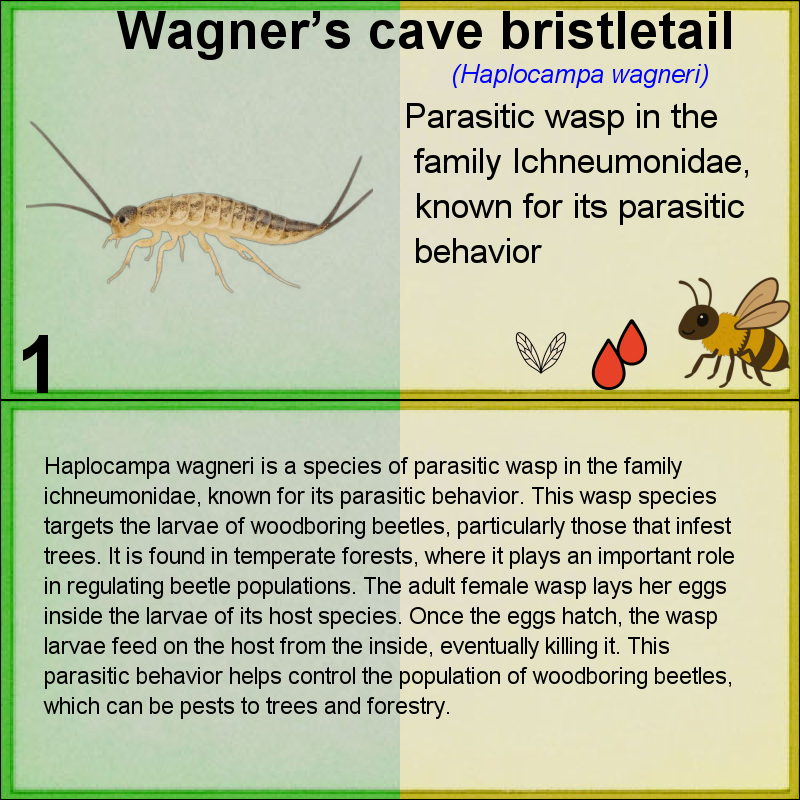 Wagner’s cave bristletail
(Haplocampa wagneri)
Parasitic wasp in the
family Ichneumonidae,
known for its parasitic
behavior
1
Haplocampa wagneri is a species of parasitic wasp in the family
ichneumonidae, known for its parasitic behavior. This wasp species
targets the larvae of woodboring beetles, particularly those that infest
trees. It is found in temperate forests, where it plays an important role
in regulating beetle populations. The adult female wasp lays her eggs
inside the larvae of its host species. Once the eggs hatch, the wasp
larvae feed on the host from the inside, eventually killing it. This
parasitic behavior helps control the population of woodboring beetles,
which can be pests to trees and forestry.